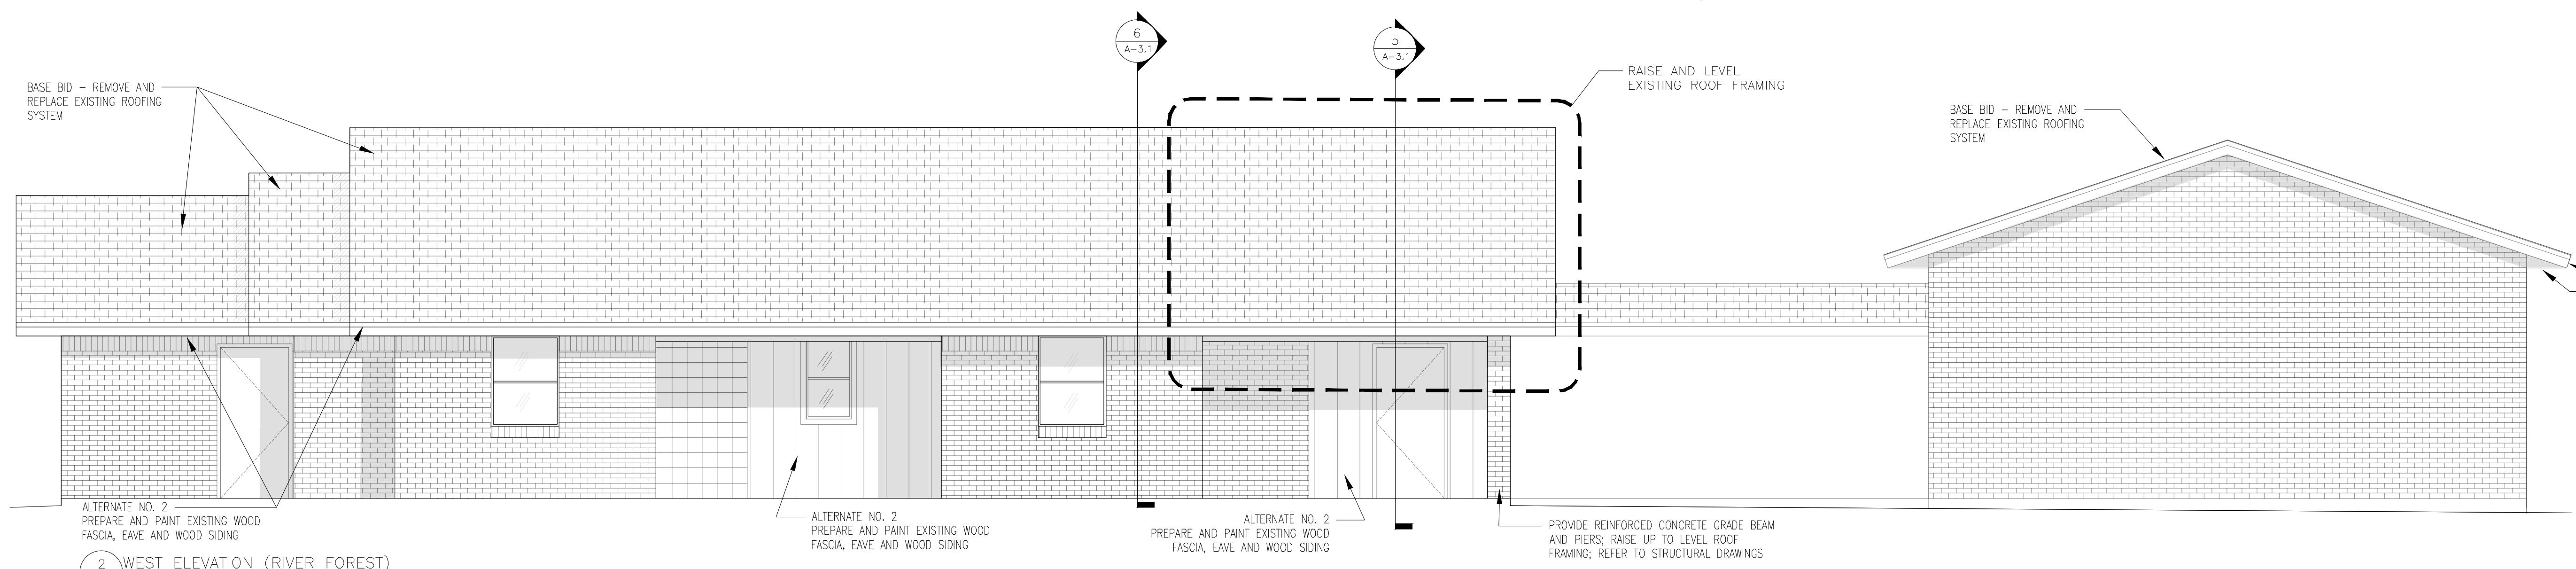 6
A-3.1
5
A-3.1
RAISE AND LEVEL
EXISTING ROOF FRAMING
BASE BID - REMOVE AND
REPLACE EXISTING ROOFING
SYSTEM
BASE BID - REMOVE AND
REPLACE EXISTING ROOFING
SYSTEM
ALTERNATE NO. 2
PREPARE AND PAINT EXISTING WOOD
FASCIA, EAVE AND WOOD SIDING
ALTERNATE NO. 2
PREPARE AND PAINT EXISTING WOOD
FASCIA, EAVE AND WOOD SIDING
ALTERNATE NO. 2
PREPARE AND PAINT EXISTING WOOD
FASCIA, EAVE AND WOOD SIDING
PROVIDE REINFORCED CONCRETE GRADE BEAM
AND PIERS; RAISE UP TO LEVEL ROOF
FRAMING; REFER TO STRUCTURAL DRAWINGS
2 WEST ELEVATION (RIVER FOREST)